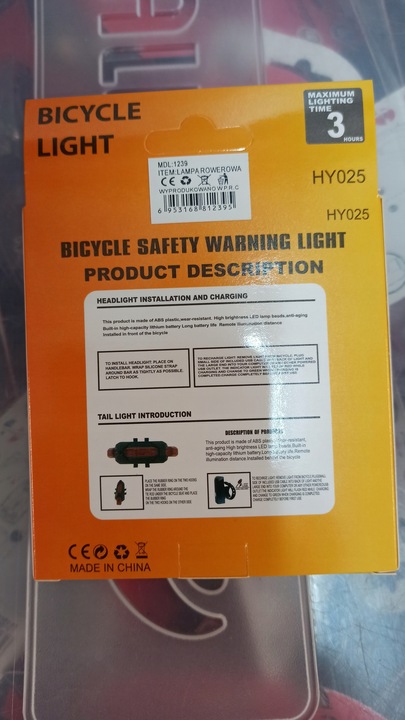 BICYCLE
LIGHT
MAXIMUM
LIGHTING
TIME
3
HOURS
MDL:1239
ITEM:LAMPA ROWEROWA
CE
WYPRODUKOWANO W P.R.C
6 953168 812395
HY025
HY025
BICYCLE SAFETY WARNING LIGHT
PRODUCT DESCRIPTION
HEADLIGHT INSTALLATION AND CHARGING
This product is made of ABS plastic,wear-resistant. High brightness LED lamp beads.anti-aging
Built-in high-capacity lithium battery Long battery life Remote illumination distance
Installed in front of the bicycle
TO INSTALL HEADLIGHT: PLACE ON
HANDLEBAR. WRAP SILICONE STRAP
AROUND BAR AS TIGHTLY AS POSSIBLE,
LATCH TO HOOK.
TAIL LIGHT INTRODUCTION
DESCRIPTION OF PRODUCTS
This product is made of ABS plastic,wear-resistant,
anti-aging High brightness LED lamp beads.Built-in
high-capacity lithium battery Long battery life Remote
illumination distance.Installed behind the bicycle
CE
MADE IN CHINA